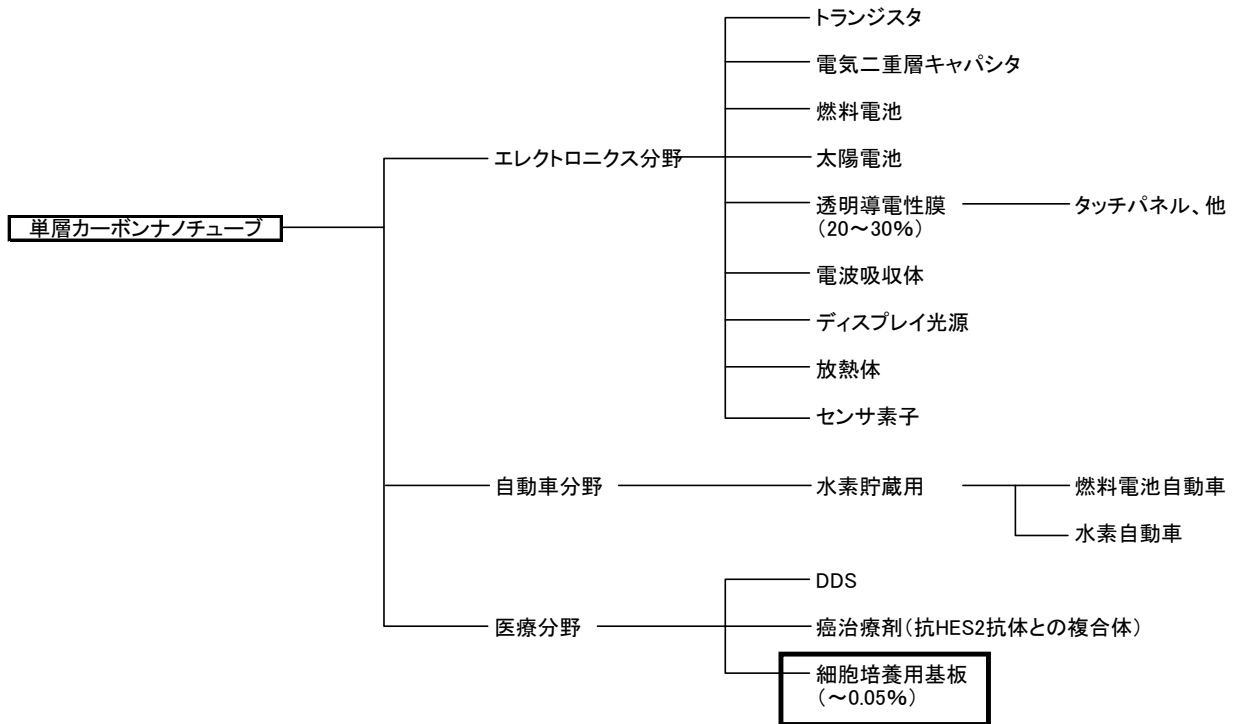 単層カーボンナノチューブ
エレクトロニクス分野
トランジスタ
電気二重層キャパシタ
燃料電池
太陽電池
透明導電性膜
(20～30%)
タッチパネル、他
電波吸収体
ディスプレイ光源
放熱体
センサ素子
自動車分野
水素貯蔵用
燃料電池自動車
水素自動車
医療分野
DDS
癌治療剤(抗HES2抗体との複合体)
細胞培養用基板
(～0.05%)